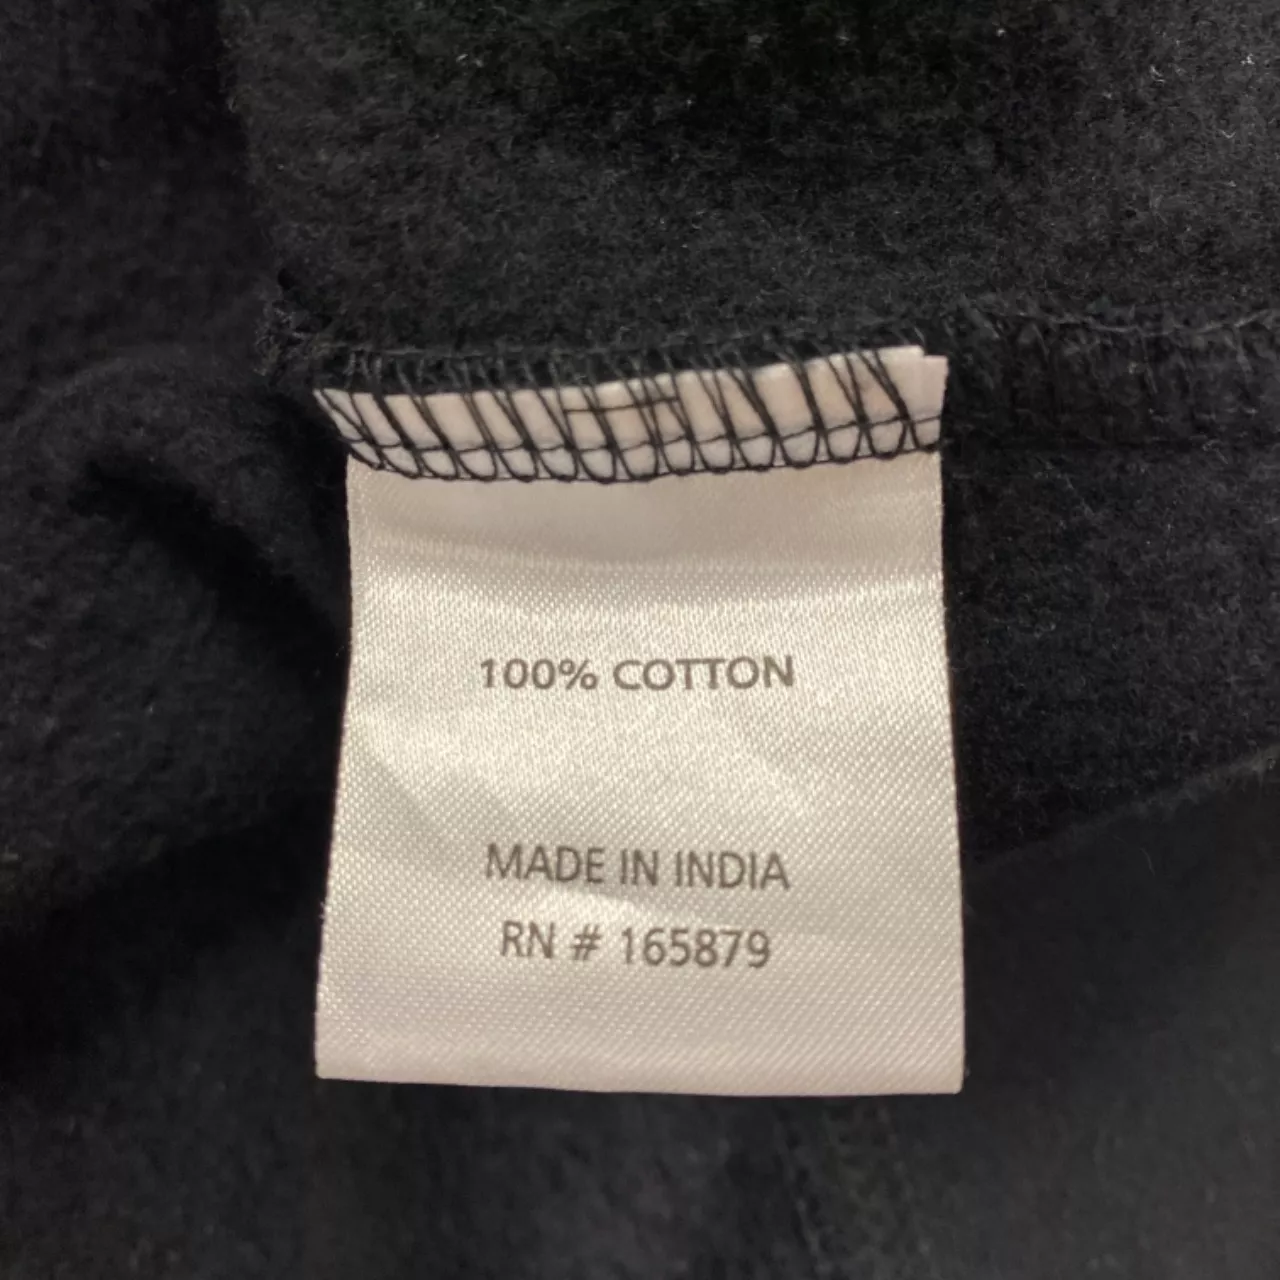 100% COTTON
MADE IN INDIA
RN # 165879